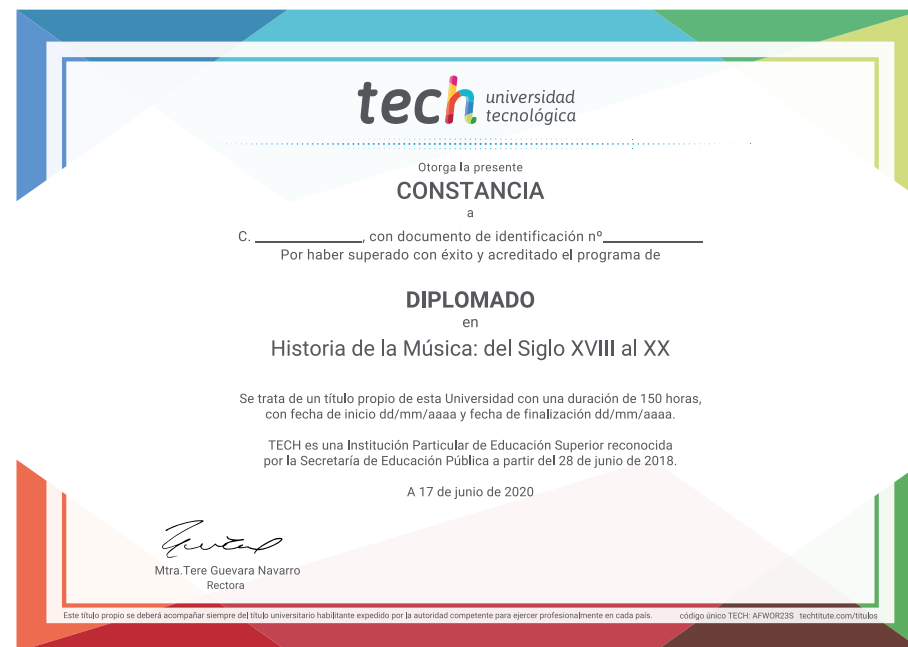 tech universidad
tecnológica
Otorga la presente
CONSTANCIA
a
C. ____________, con documento de identificación nº____________
Por haber superado con éxito y acreditado el programa de
DIPLOMADO
en
Historia de la Música: del Siglo XVIII al XX
Se trata de un título propio de esta Universidad con una duración de 150 horas,
con fecha de inicio dd/mm/aaaa y fecha de finalización dd/mm/aaaa.
TECH es una Institución Particular de Educación Superior reconocida
por la Secretaría de Educación Pública a partir del 28 de junio de 2018.
A 17 de junio de 2020
Mtra.Tere Guevara Navarro
Rectora
Este título propio se deberá acompañar siempre del título universitario habilitante expedido por la autoridad competente para ejercer profesionalmente en cada país. código único TECH: AFWOR23S techtitute.com/titulos